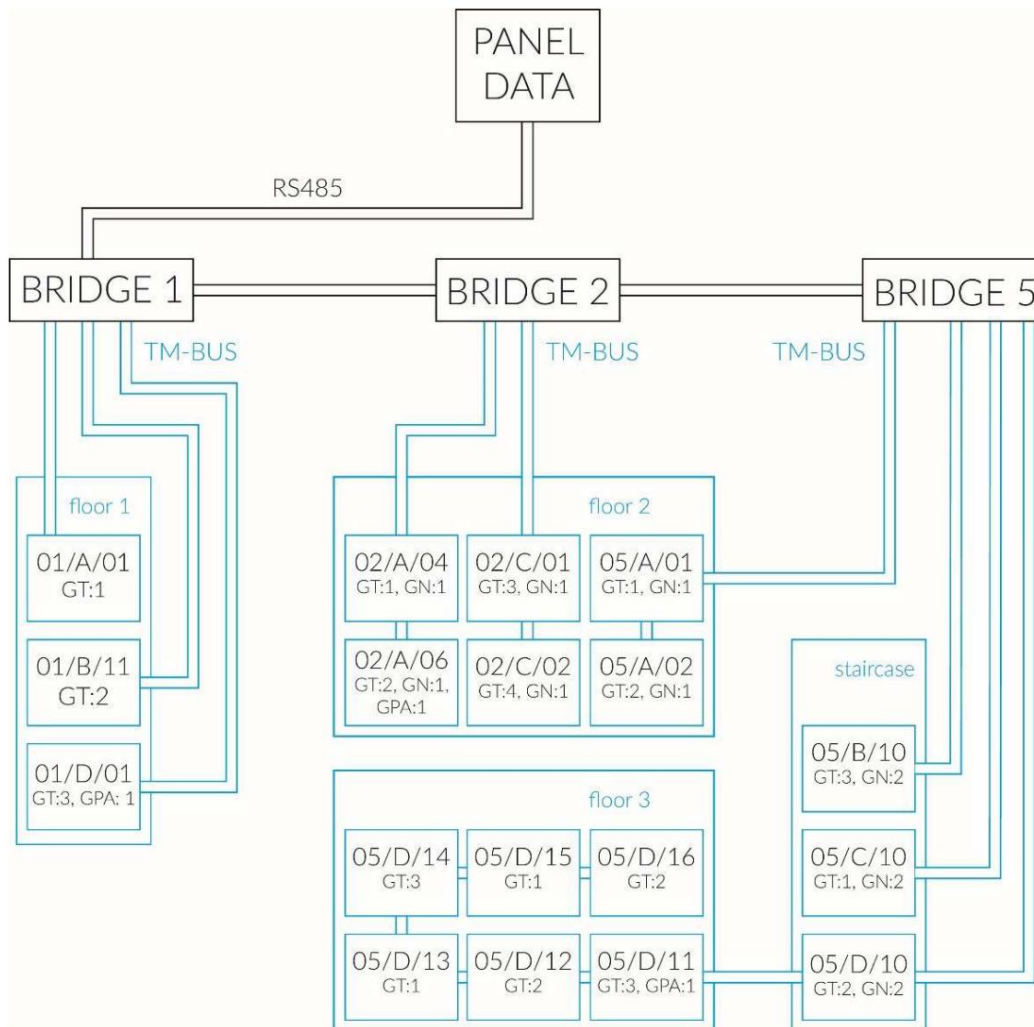 PANEL
DATA
RS485
BRIDGE 1
BRIDGE 2
BRIDGE 5
TM-BUS
TM-BUS
TM-BUS
floor 1
01/A/01
GT:1
01/B/11
GT:2
01/D/01
GT:3, GPA: 1
floor 2
02/A/04
GT:1, GN:1
02/C/01
GT:3, GN:1
05/A/01
GT:1, GN:1
02/A/06
GT:2, GN:1,
GPA:1
02/C/02
GT:4, GN:1
05/A/02
GT:2, GN:1
staircase
05/B/10
GT:3, GN:2
05/C/10
GT:1, GN:2
05/D/10
GT:2, GN:2
floor 3
05/D/14
GT:3
05/D/15
GT:1
05/D/16
GT:2
05/D/13
GT:1
05/D/12
GT:2
05/D/11
GT:3, GPA:1